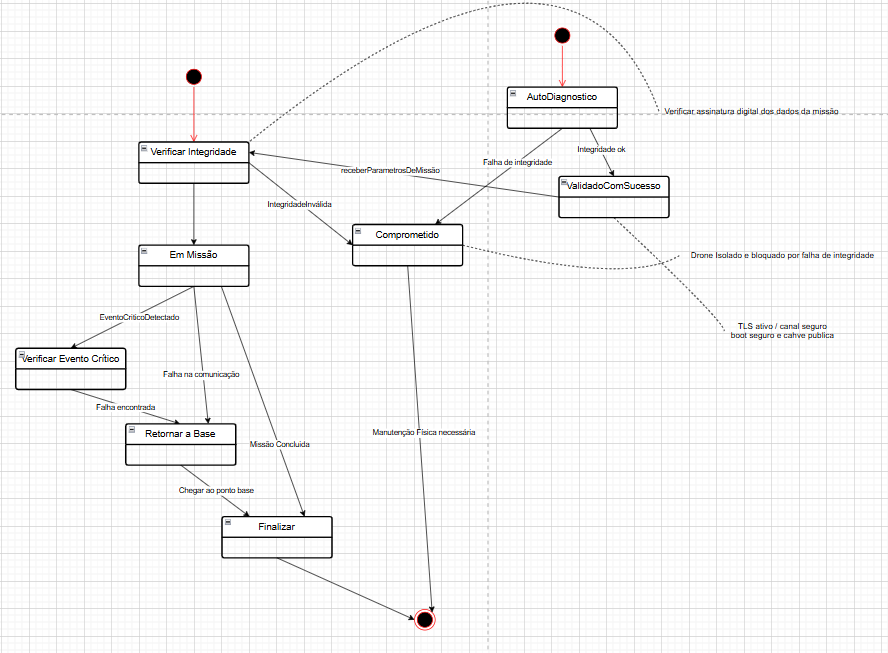 AutoDiagnostico
Verificar assinatura digital dos dados da missão
Verificar Integridade
Integridade ok
Falha de integridade
receberParametrosDeMissão
ValidadoComSucesso
IntegridadeInválida
Comprometido
Em Missão
Drone Isolado e bloquado por falha de integridade
EventoCriticoDetectado
TLS ativo / canal seguro
boot seguro e cahve publica
Verificar Evento Crítico
Falha na comunicação
Falha encontrada
Retornar a Base
Manutenção Física necessária
Missão Concluida
Chegar ao ponto base
Finalizar